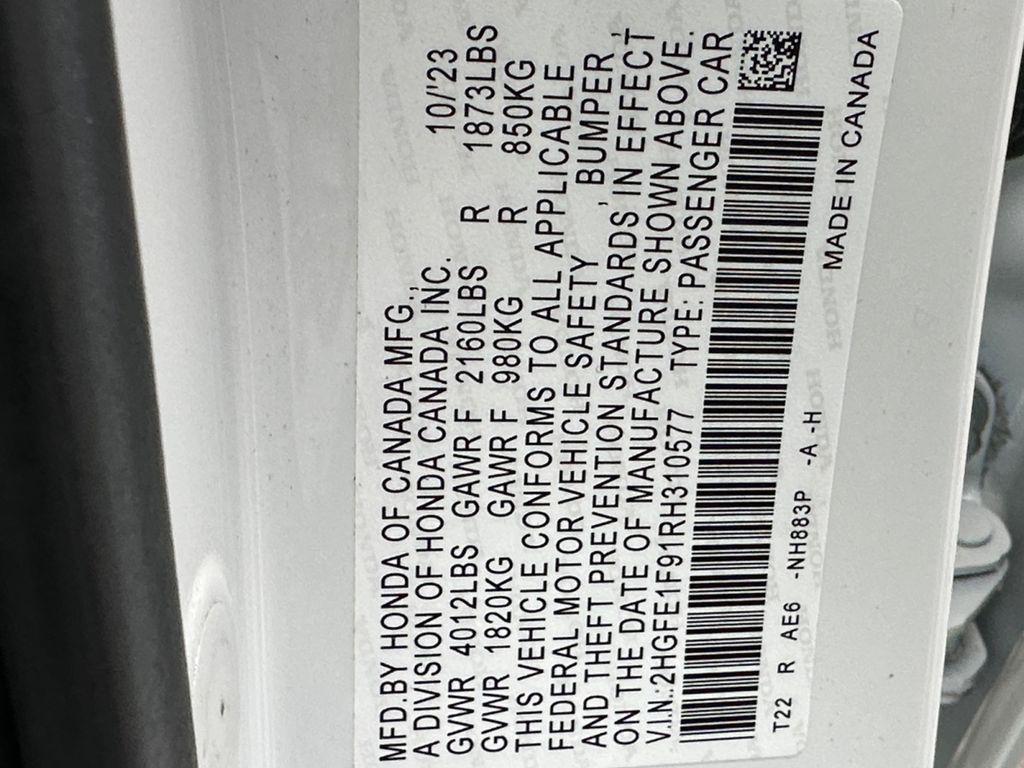 MFD.BY HONDA OF CANADA MFG.,
A DIVISION OF HONDA CANADA INC. 10/'23
GVWR 4012LBS GAWR F 2160LBS R 1873LBS
GVWR 1820KG GAWR F 980KG R 850KG
THIS VEHICLE CONFORMS TO ALL APPLICABLE
FEDERAL MOTOR VEHICLE SAFETY , BUMPER ,
AND THEFT PREVENTION STANDARDS IN EFFECT
ON THE DATE OF MANUFACTURE SHOWN ABOVE.
V.I.N.:2HGFE1F91RH310577 TYPE: PASSENGER CAR
T22 R AE6 -NH883P -A -H
MADE IN CANADA